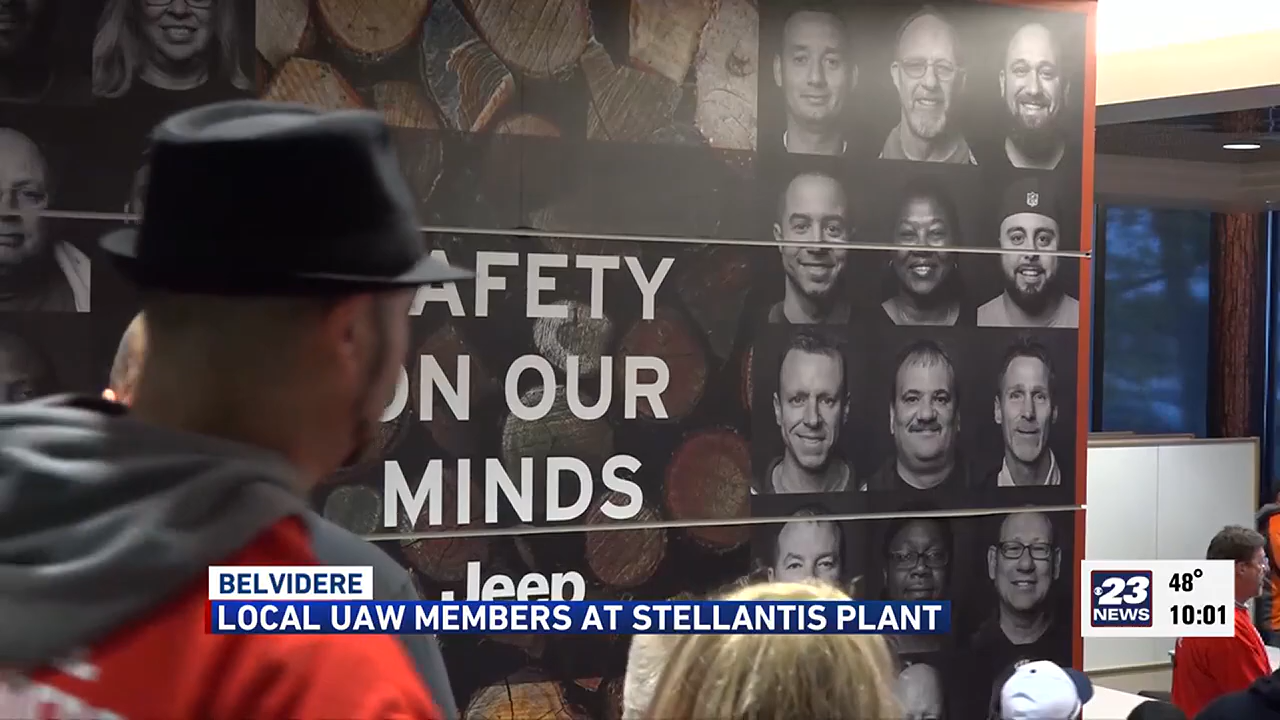 AFETY
ON OUR
MINDS
Jeep
BELVIDERE
LOCAL UAW MEMBERS AT STELLANTIS PLANT
23
NEWS
48°
10:01